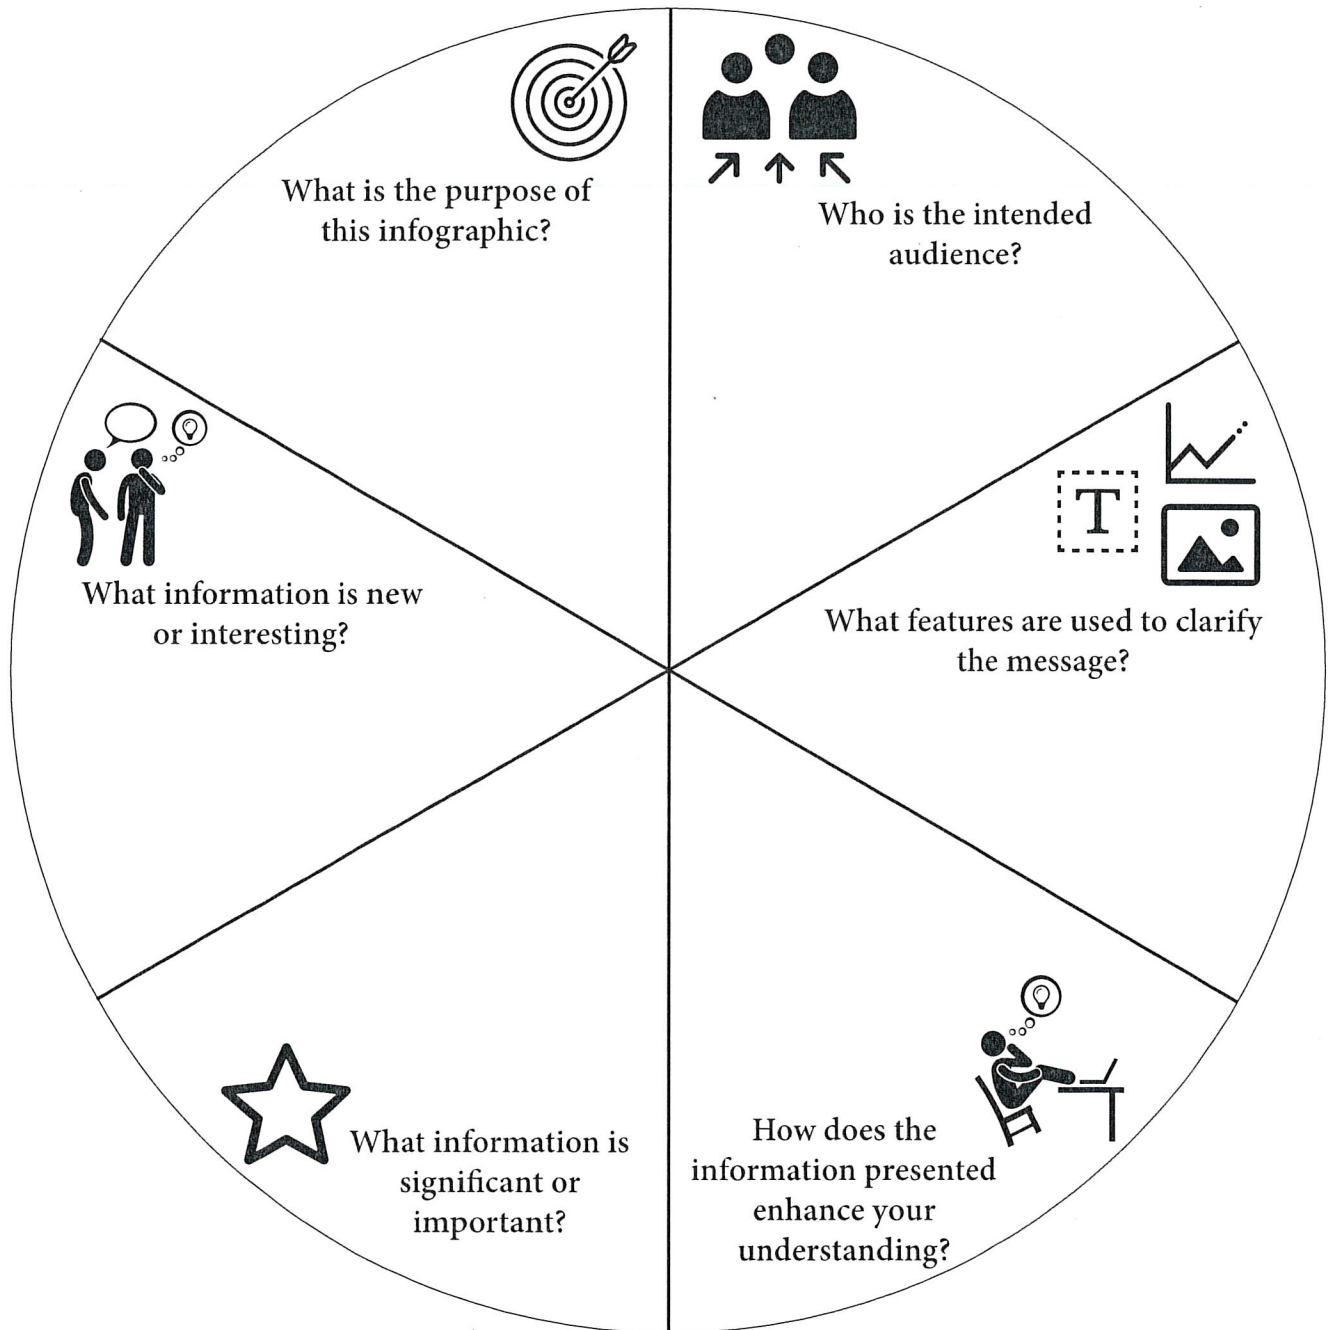 What is the purpose of
this infographic?
Who is the intended
audience?
What information is new
or interesting?
T
What features are used to clarify
the message?
What information is
significant or
important?
How does the
information presented
enhance your
understanding?